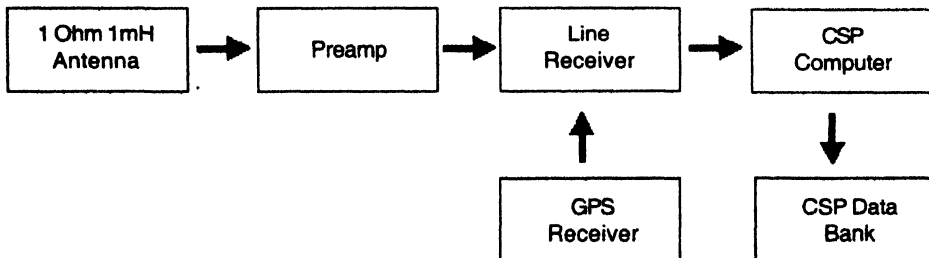 1 Ohm 1mH
Antenna
Preamp
Line
Receiver
CSP
Computer
GPS
Receiver
CSP Data
Bank